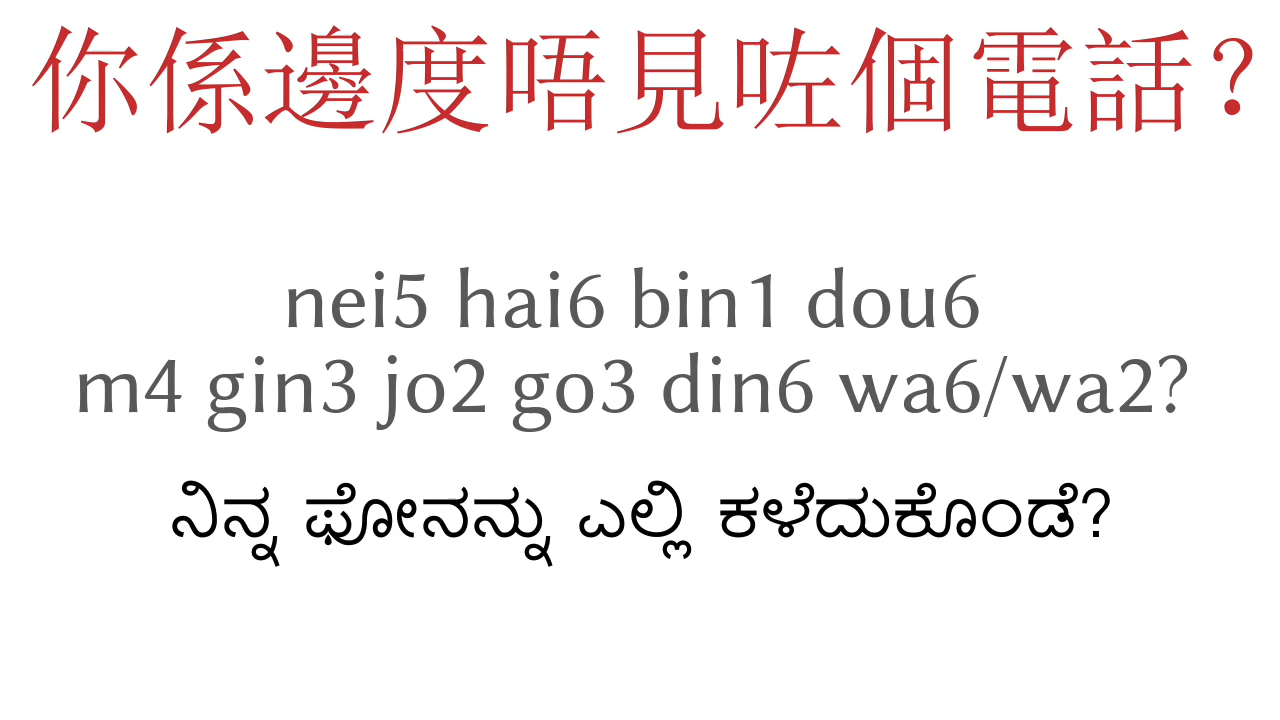 你係邊度唔見咗個電話？
nei5 hai6 bin1 dou6
m4 gin3 jo2 go3 din6 wa6/wa2?
ನಿನ್ನ ಫೋನನ್ನು ಎಲ್ಲಿ ಕಳೆದುಕೊಂಡೆ?